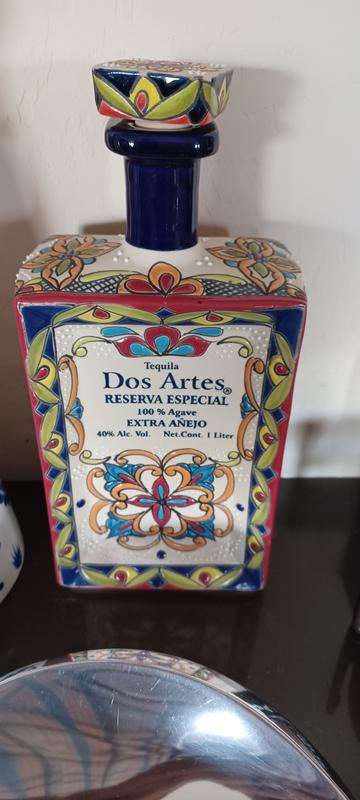 Tequila
Dos Artes®
RESERVA ESPECIAL
100 % Agave
EXTRA AÑEJO
40% Alc. Vol. Net.Cont. 1 Liter